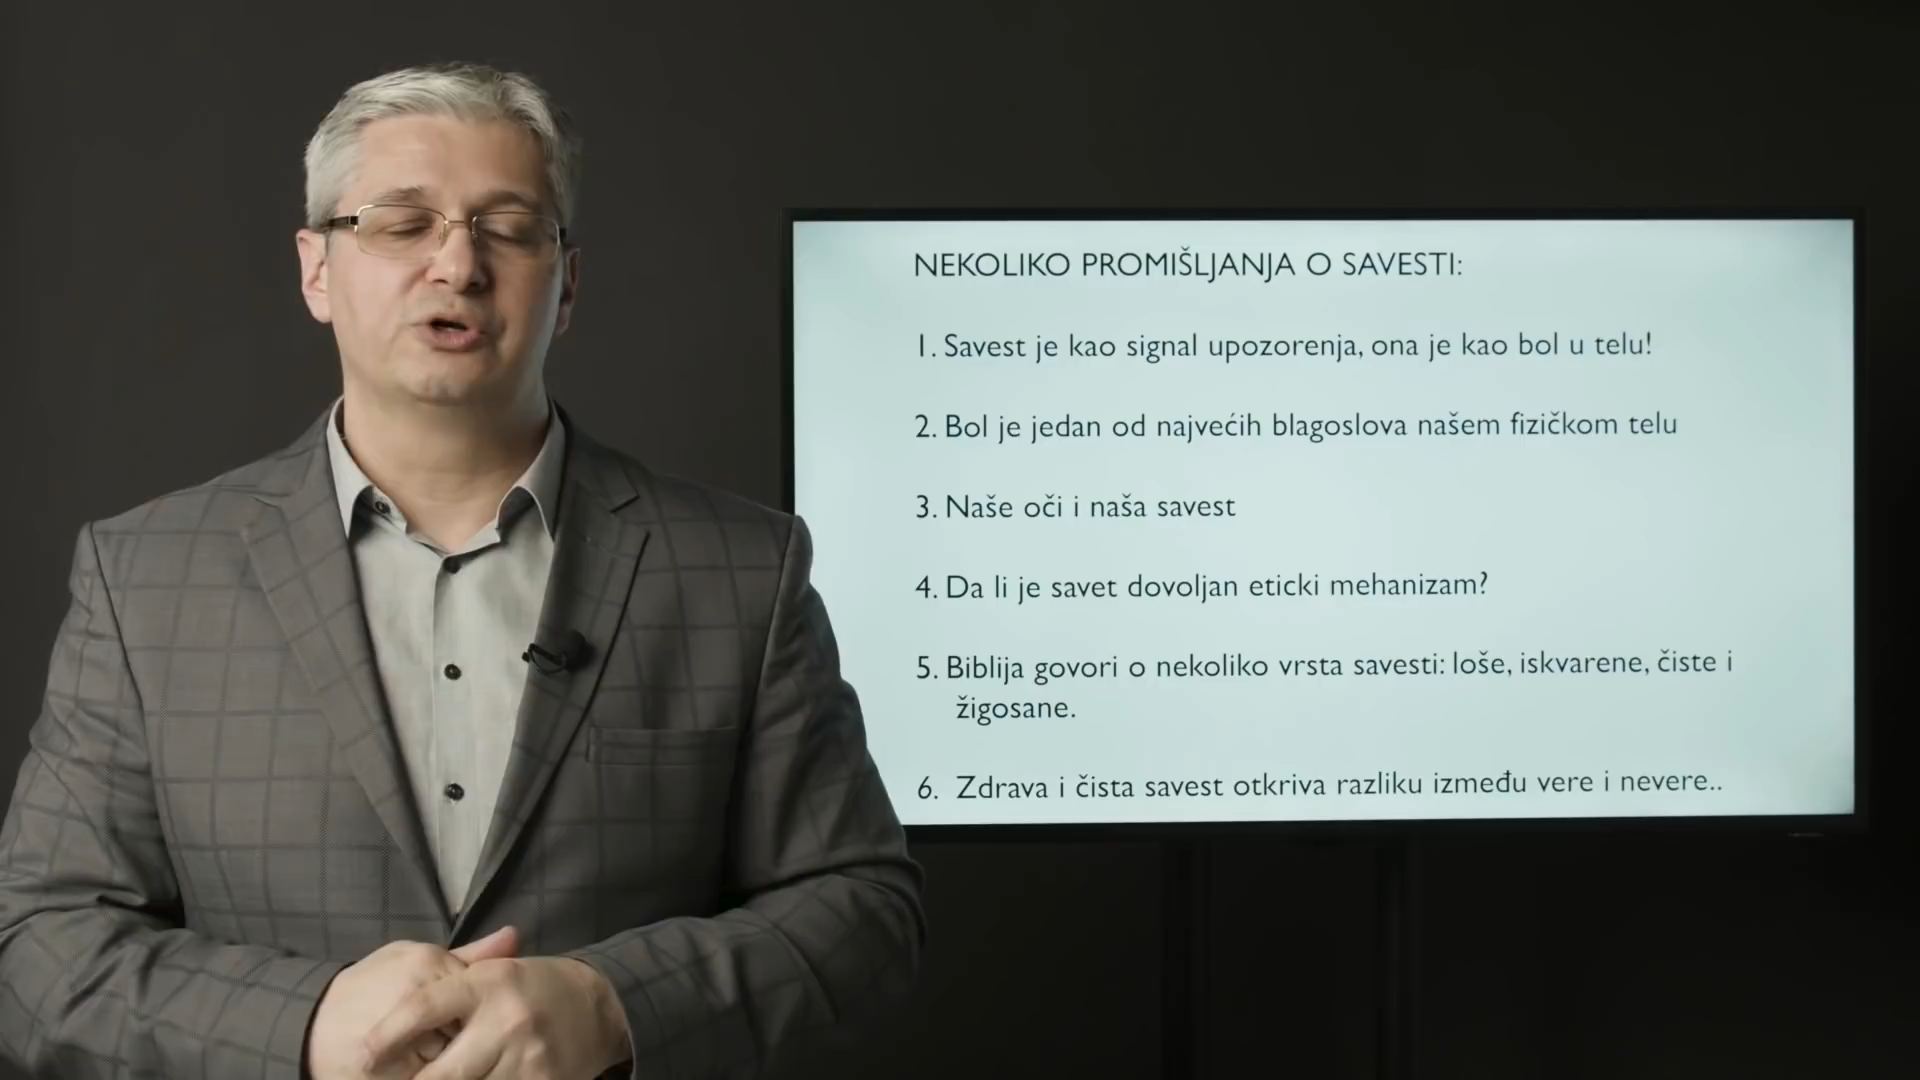 NEKOLIKO PROMIŠLJANJA O SAVESTI:
1. Savest je kao signal upozorenja, ona je kao bol u telu!
2. Bol je jedan od najvećih blagoslova našem fizičkom telu
3. Naše oči i naša savest
4. Da li je savet dovoljan eticki mehanizam?
5. Biblija govori o nekoliko vrsta savesti: loše, iskvarene, čiste i
žigosane.
6. Zdrava i čista savest otkriva razliku između vere i nevere..